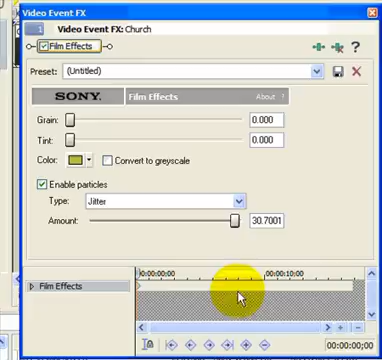 Video Event FX
1 Video Event FX: Church
Film Effects
?
Preset: (Untitled)
SONY. Film Effects About
Grain: 0.000
Tint: 0.000
Color: Convert to greyscale
Enable particles
Type: Jitter
Amount: 30.7001
0:00:00:00 00:00:10:00
Film Effects
00:00:00;00